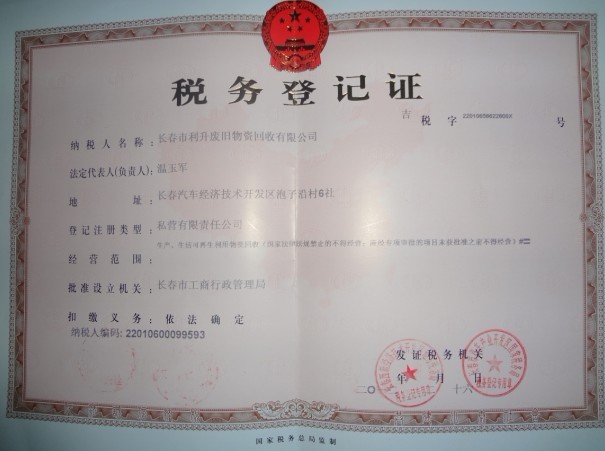 税务登记证
吉 税 字 号
纳税人名称: 长春市利升废旧物资回收有限公司
法定代表人(负责人): 温玉军
地 址: 长春汽车经济技术开发区泡子沿村6社
登记注册类型: 私营有限责任公司
经营范围:
批准设立机关: 长春市工商行政管理局
扣缴义务: 依法确定
纳税人编码: 22010600099593
发证税务机关
二〇 年 月 十六 日
国家税务总局监制